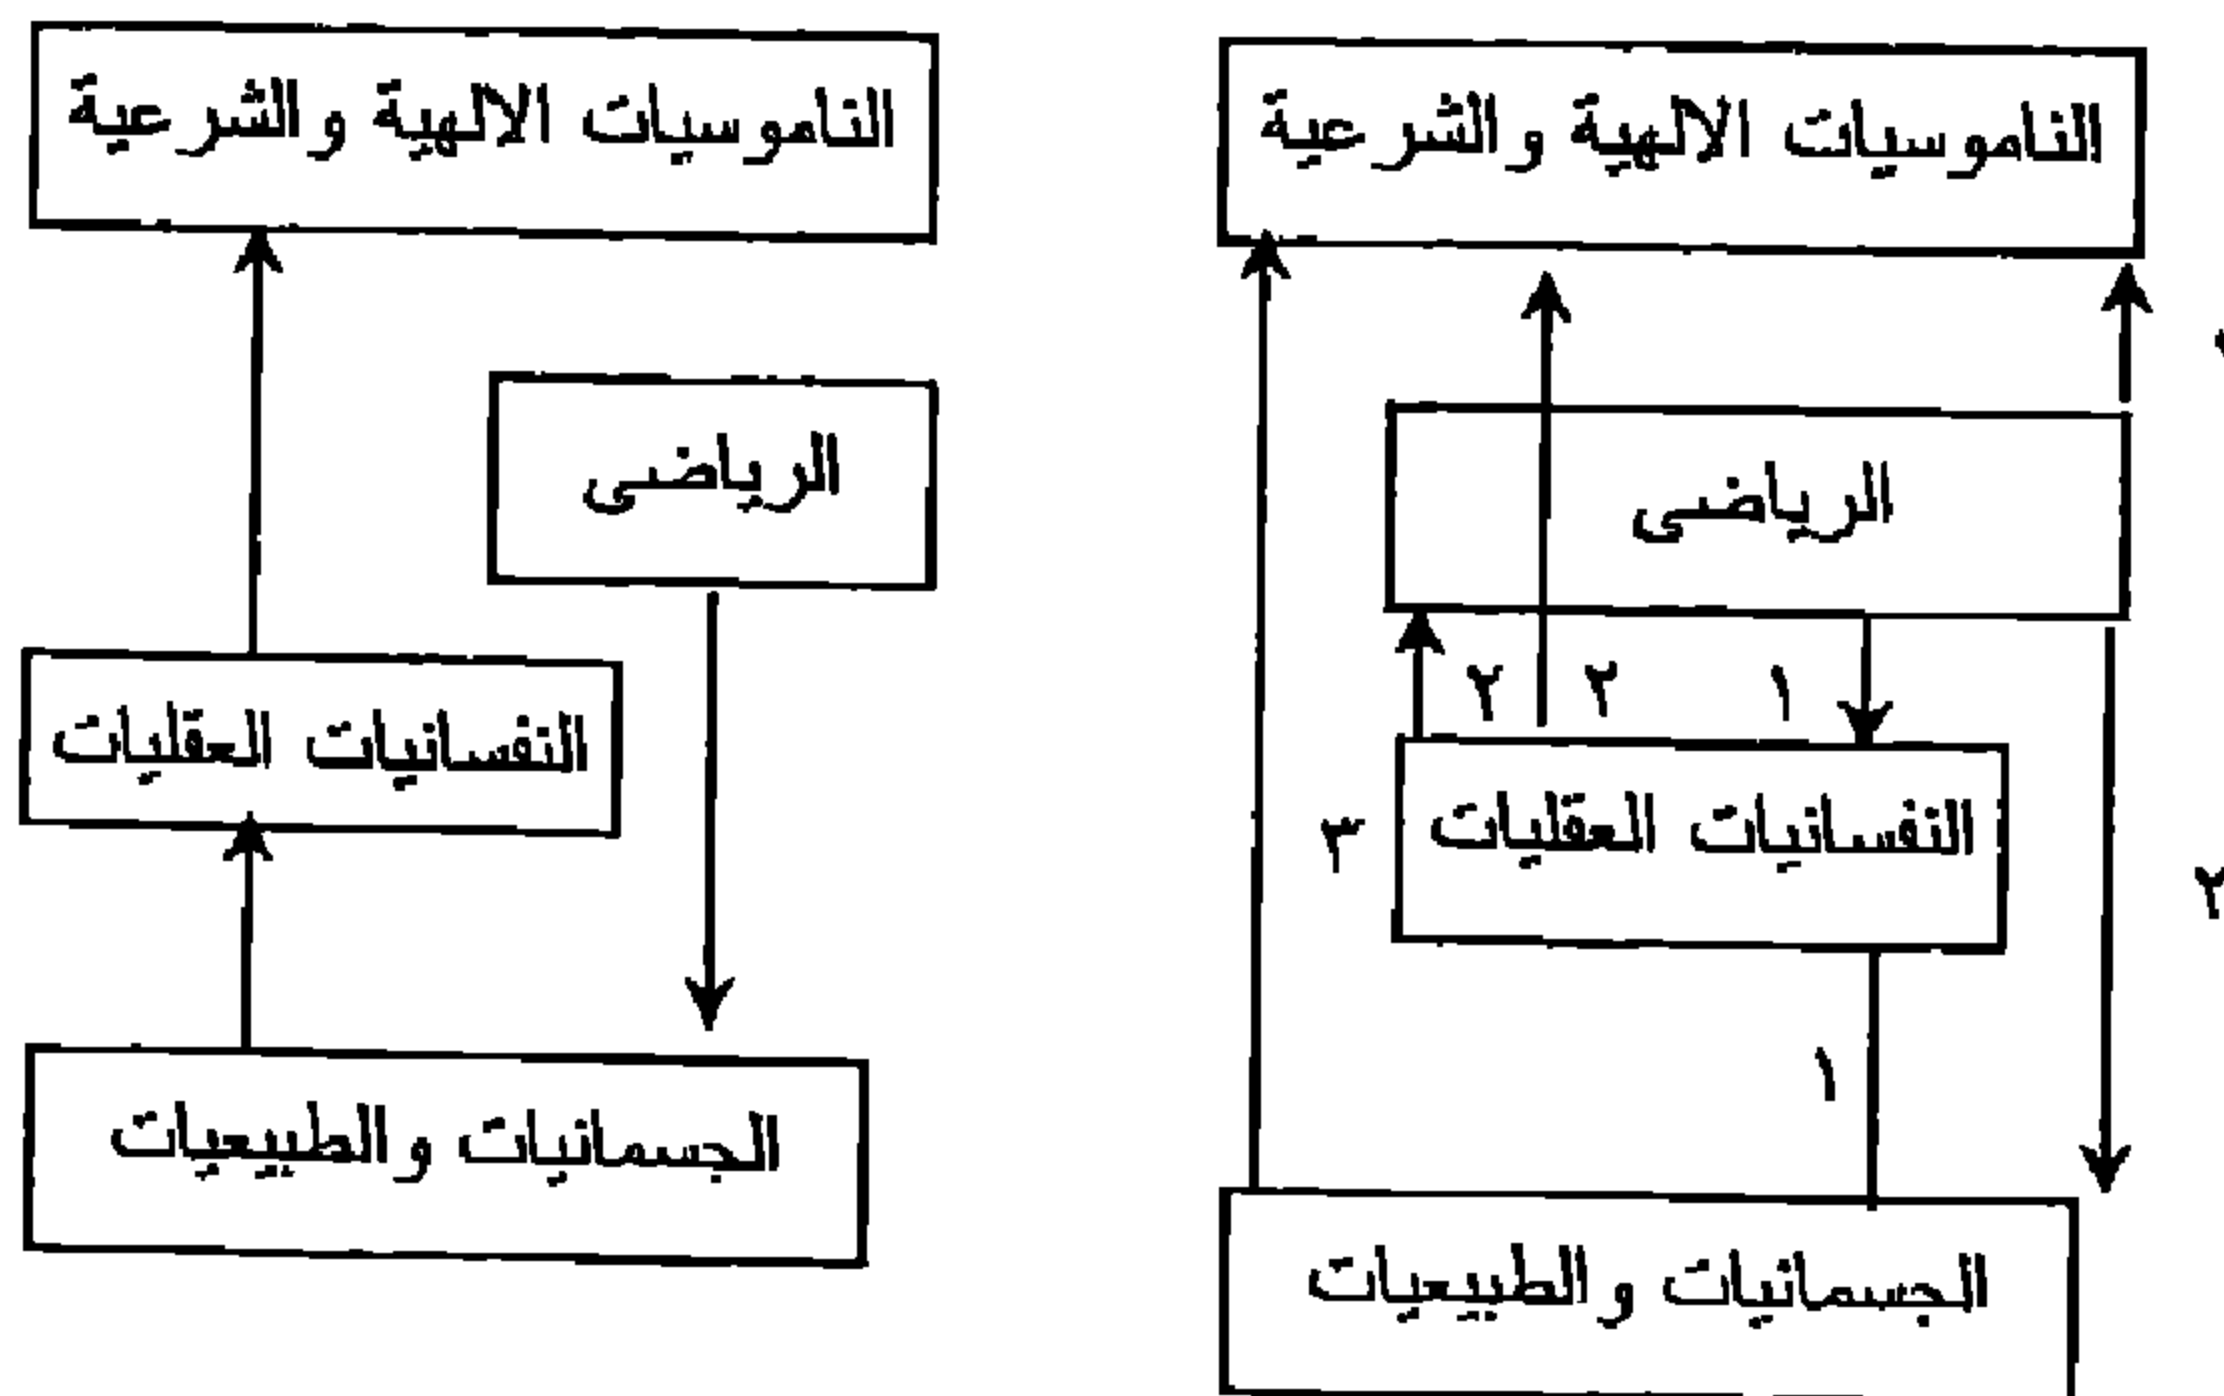 الناموسيات الالهية والشرعية
الرياضى
٢ ٢ ١
النفسانيات العقليات
٣
٢
١
الجسمانيات والطبيعيات
الناموسيات الالهية والشرعية
الرياضى
النفسانيات العقليات
الجسمانيات والطبيعيات